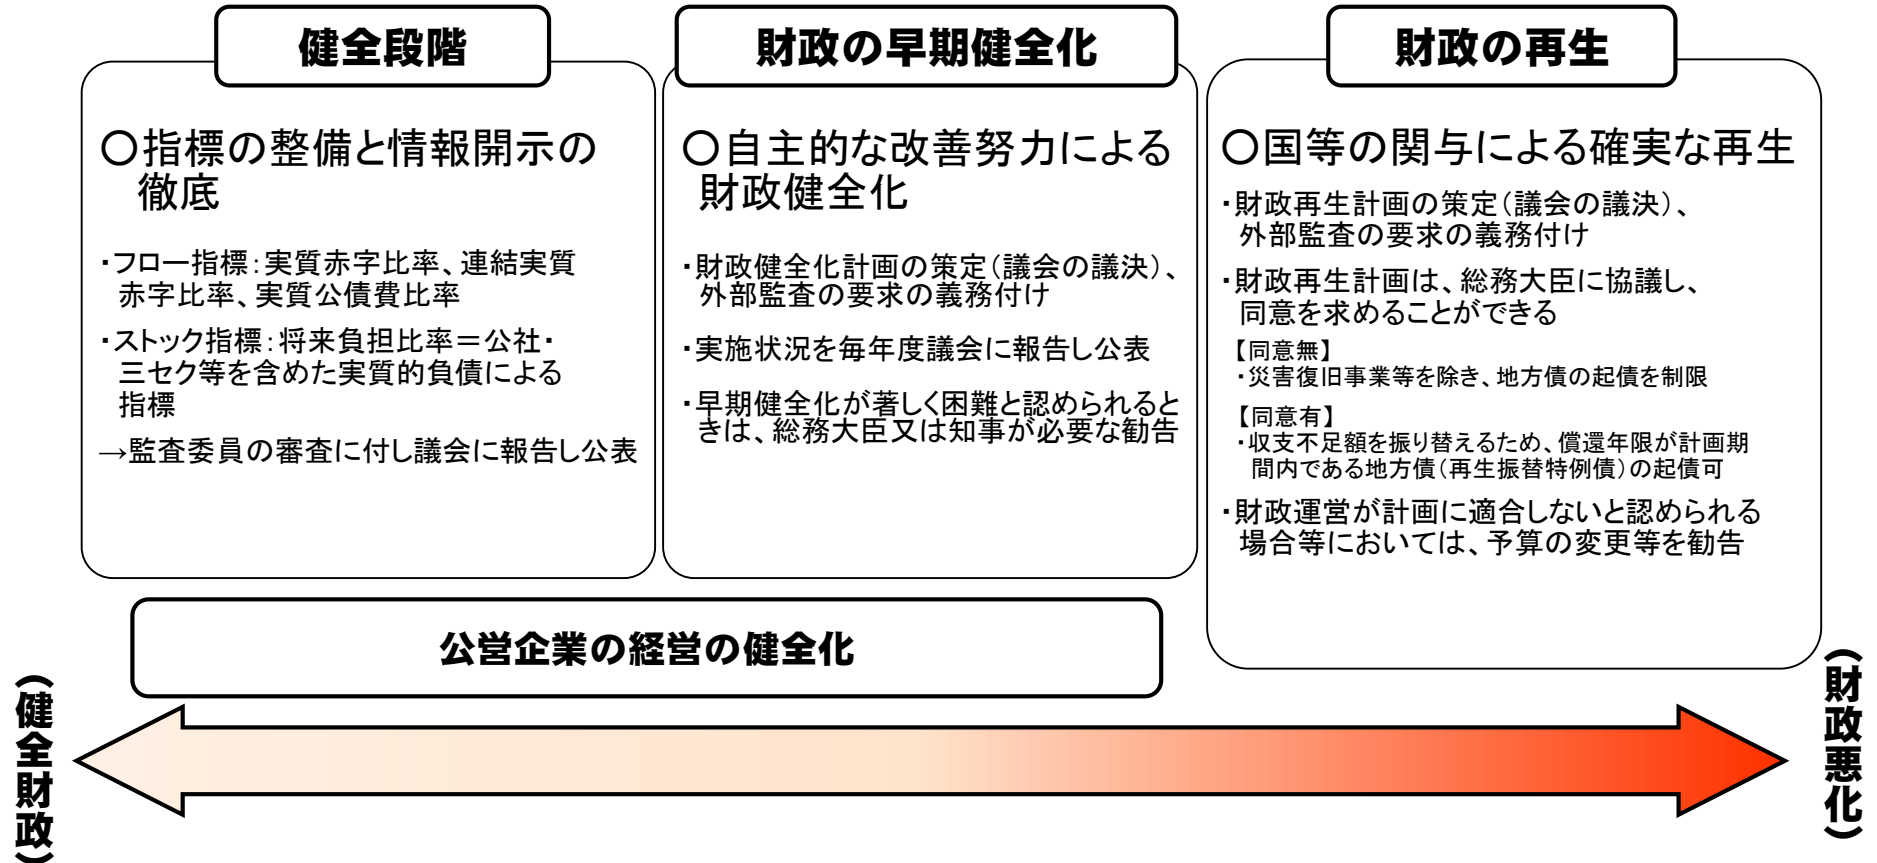 健全段階
〇指標の整備と情報開示の
徹底
・フロー指標：実質赤字比率、連結実質
赤字比率、実質公債費比率
・ストック指標：将来負担比率＝公社・
三セク等を含めた実質的負債による
指標
→監査委員の審査に付し議会に報告し公表
財政の早期健全化
〇自主的な改善努力による
財政健全化
・財政健全化計画の策定（議会の議決）、
外部監査の要求の義務付け
・実施状況を毎年度議会に報告し公表
・早期健全化が著しく困難と認められると
きは、総務大臣又は知事が必要な勧告
財政の再生
〇国等の関与による確実な再生
・財政再生計画の策定（議会の議決）、
外部監査の要求の義務付け
・財政再生計画は、総務大臣に協議し、
同意を求めることができる
【同意無】
・災害復旧事業等を除き、地方債の起債を制限
【同意有】
・収支不足額を振り替えるため、償還年限が計画期
間内である地方債（再生振替特例債）の起債可
・財政運営が計画に適合しないと認められる
場合等においては、予算の変更等を勧告
公営企業の経営の健全化
（健全財政）
（財政悪化）